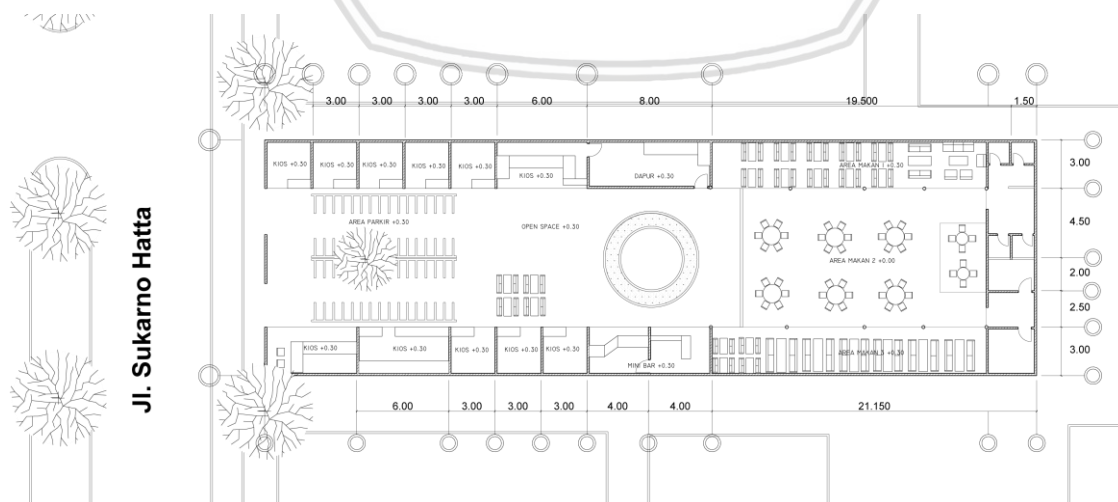 3.00 3.00 3.00 3.00 6.00 8.00 19.500 1.50
KIOS +0.30 KIOS +0.30 KIOS +0.30 KIOS +0.30 KIOS +0.30 KIOS +0.30 DAPUR +0.30 AREA MAKAN 1 +0.30
3.00
AREA PARKIR +0.30 OPEN SPACE +0.30
4.50
Jl. Sukarno Hatta
AREA MAKAN 2 +0.00
2.00
2.50
KIOS +0.30 KIOS +0.30 KIOS +0.30 KIOS +0.30 KIOS +0.30 MINI BAR +0.30 AREA MAKAN 3 +0.30
3.00
6.00 3.00 3.00 3.00 4.00 4.00 21.150